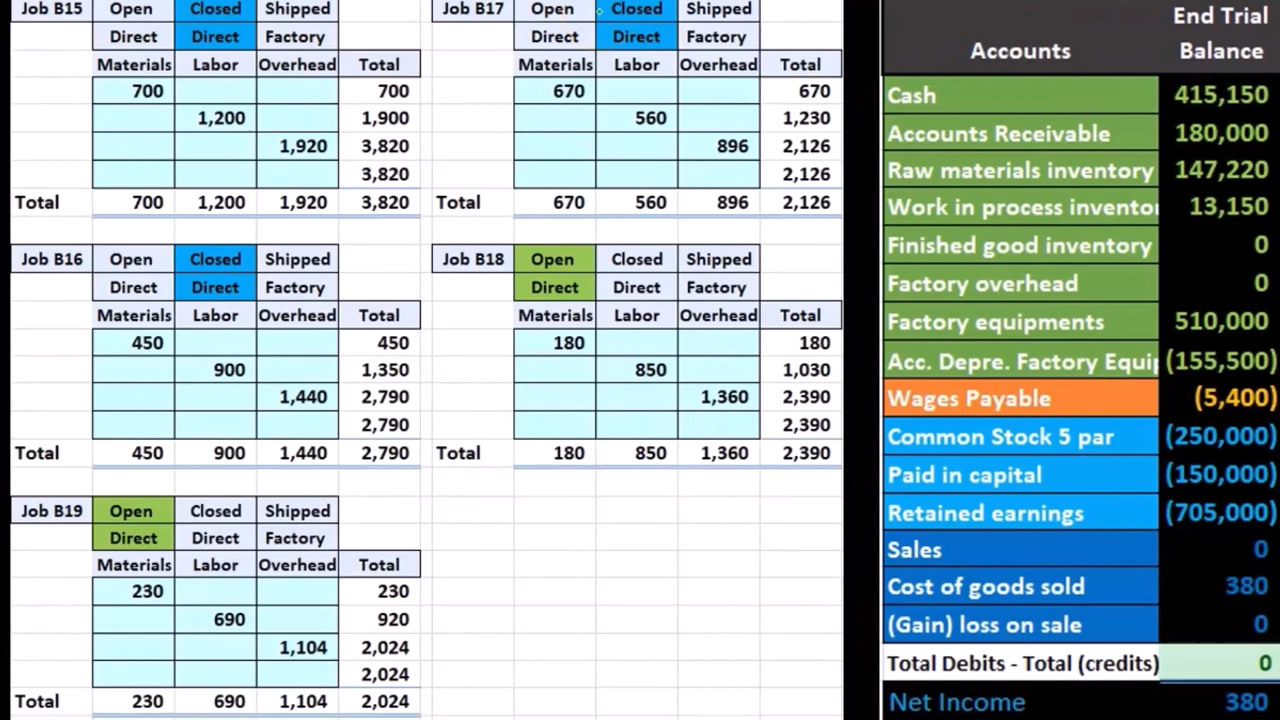 Job B15 Open Closed Shipped
Direct Direct Factory
Materials Labor Overhead Total
700 700
1,200 1,900
1,920 3,820
3,820
Total 700 1,200 1,920 3,820
Job B17 Open Closed Shipped
Direct Direct Factory
Materials Labor Overhead Total
670 670
560 1,230
896 2,126
2,126
Total 670 560 896 2,126
Job B16 Open Closed Shipped
Direct Direct Factory
Materials Labor Overhead Total
450 450
900 1,350
1,440 2,790
2,790
Total 450 900 1,440 2,790
Job B18 Open Closed Shipped
Direct Direct Factory
Materials Labor Overhead Total
180 180
850 1,030
1,360 2,390
2,390
Total 180 850 1,360 2,390
Job B19 Open Closed Shipped
Direct Direct Factory
Materials Labor Overhead Total
230 230
690 920
1,104 2,024
2,024
Total 230 690 1,104 2,024
End Trial
Accounts Balance
Cash 415,150
Accounts Receivable 180,000
Raw materials inventory 147,220
Work in process invento 13,150
Finished good inventory 0
Factory overhead 0
Factory equipments 510,000
Acc. Depre. Factory Equip (155,500)
Wages Payable (5,400)
Common Stock 5 par (250,000)
Paid in capital (150,000)
Retained earnings (705,000)
Sales 0
Cost of goods sold 380
(Gain) loss on sale 0
Total Debits - Total (credits) 0
Net Income 380